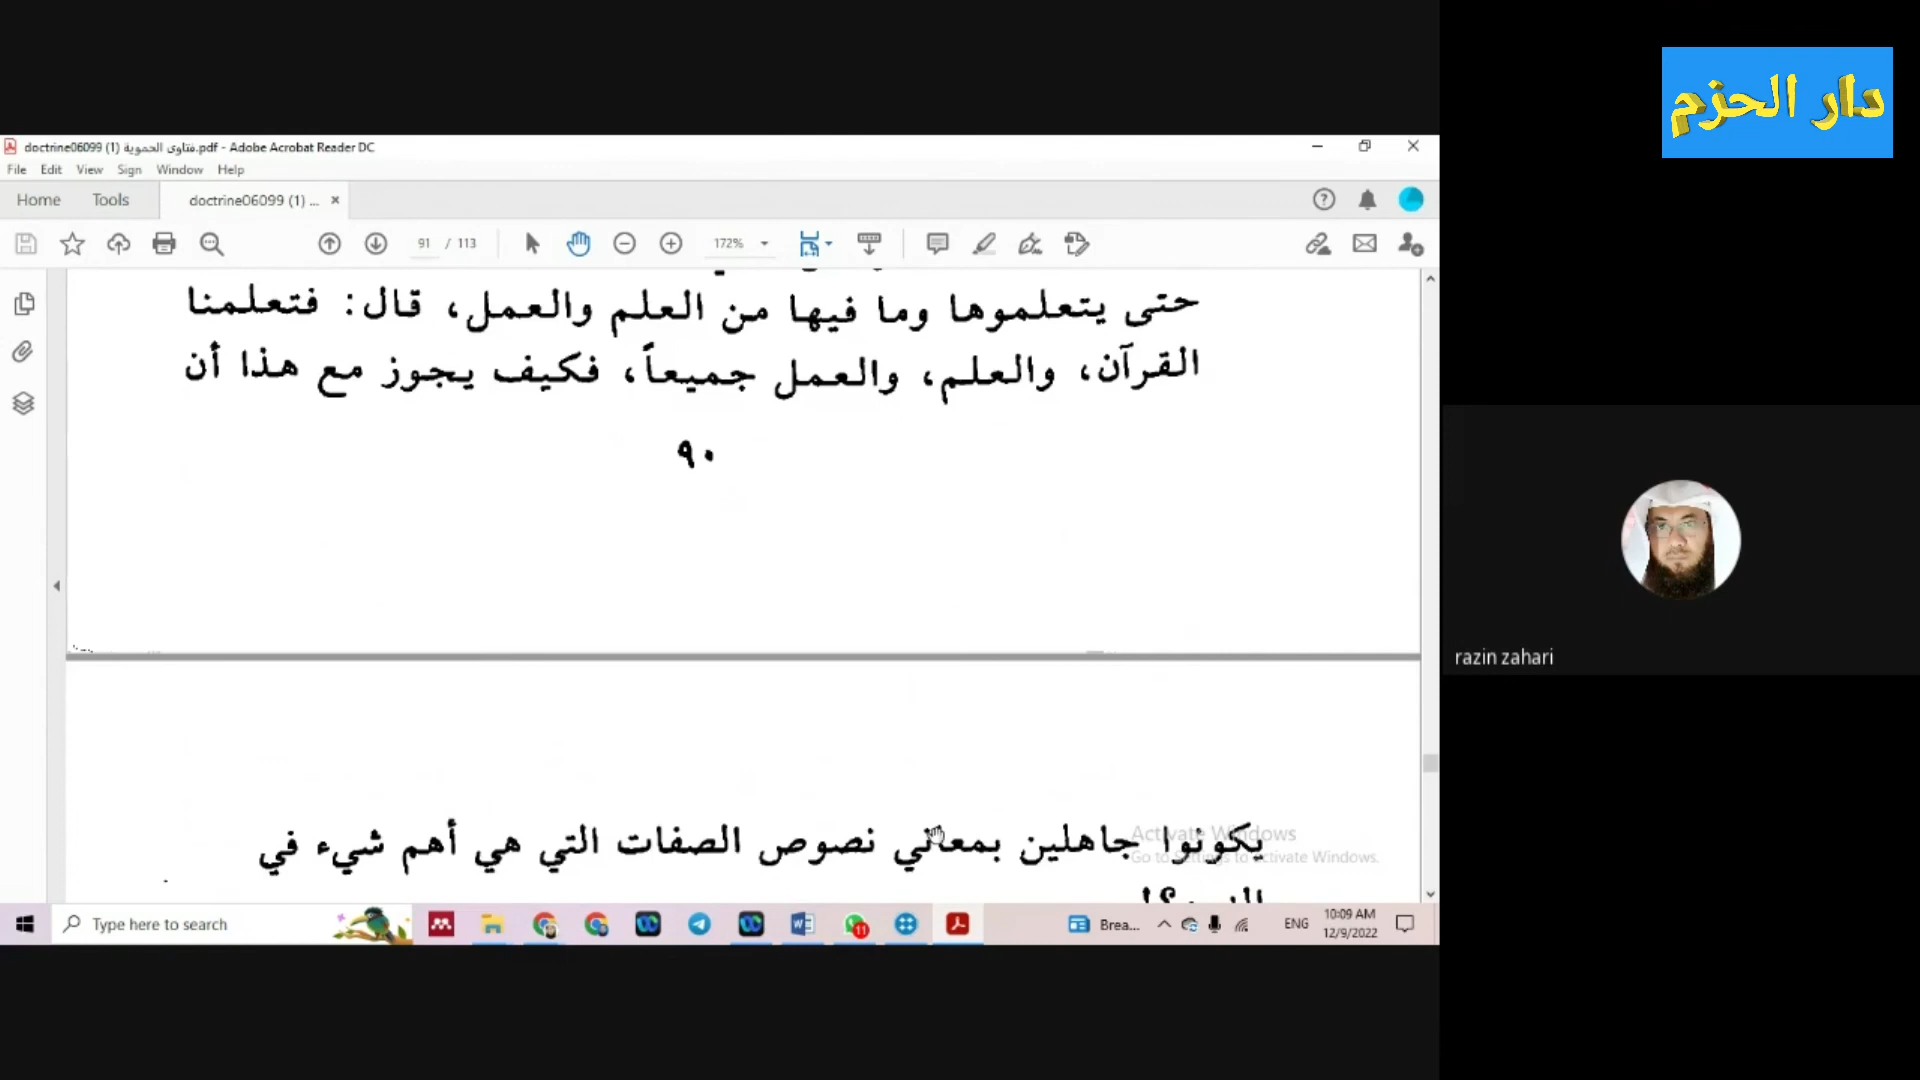 دار الحزم
doctrine06099 (1) فتاوى الحموية.pdf - Adobe Acrobat Reader DC
File Edit View Sign Window Help
Home Tools doctrine06099 (1) ... ×
91 / 113 172%
حتى يتعلموها وما فيها من العلم والعمل، قال: فتعلمنا
القرآن، والعلم، والعمل جميعاً، فكيف يجوز مع هذا أن
٩٠
razin zahari
يكونوا جاهلين بمعاني نصوص الصفات التي هي أهم شيء في
Activate Windows
Go to Settings to activate Windows.
Type here to search
11
Brea...
ENG
10:09 AM
12/9/2022